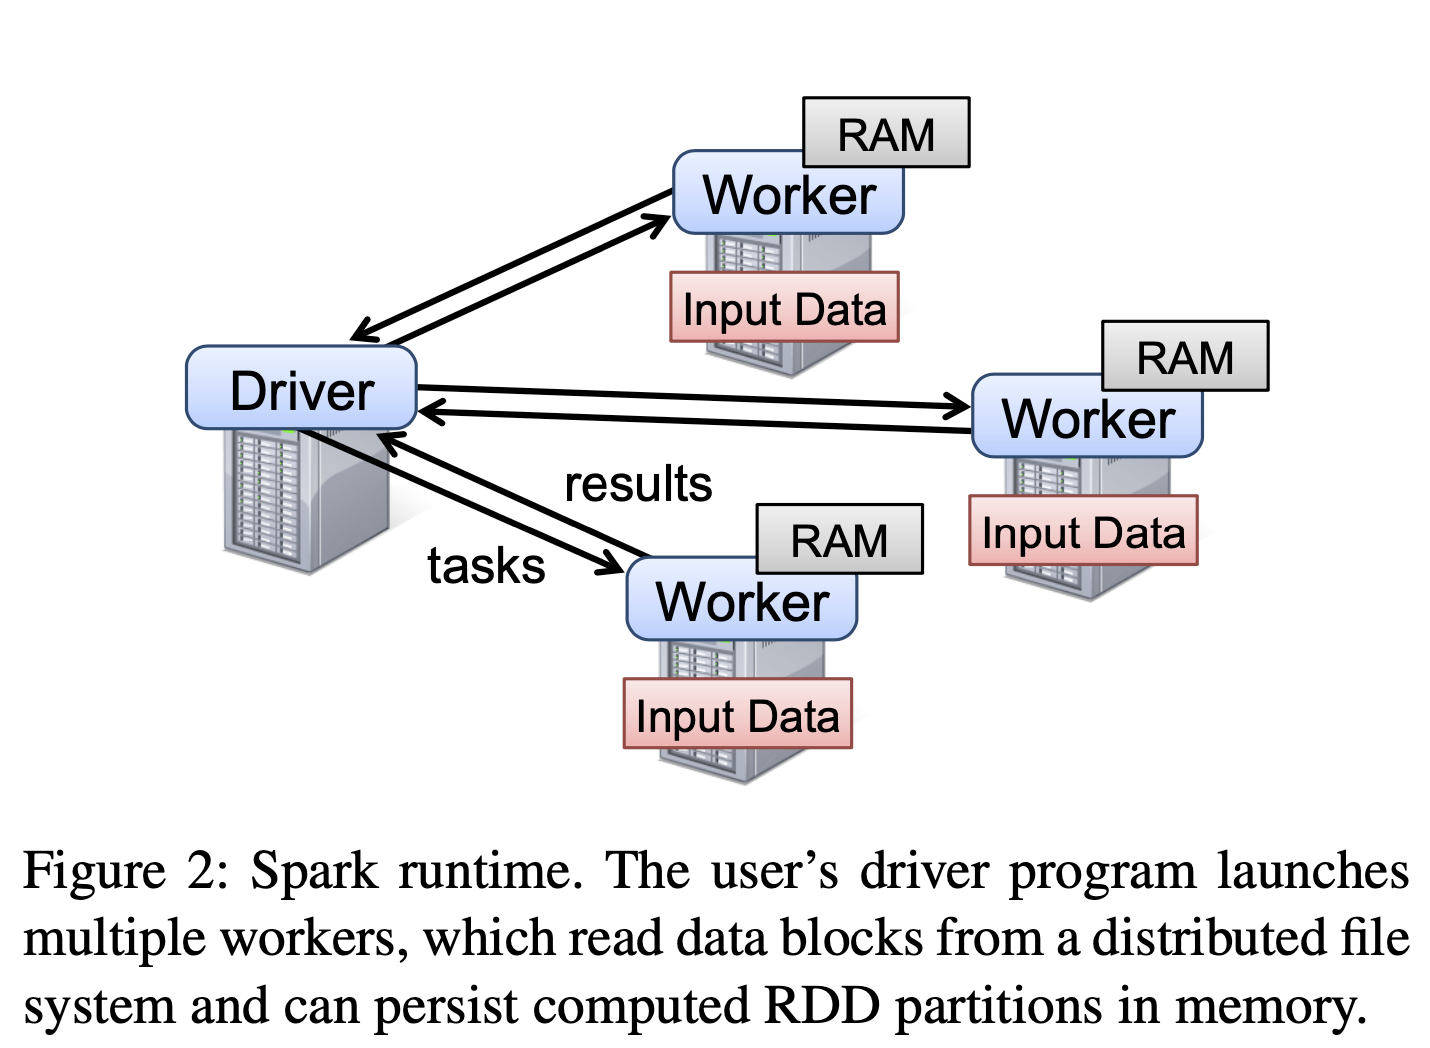 RAM
Worker
Input Data
RAM
Driver
Worker
results
Input Data
RAM
tasks
Worker
Input Data
Figure 2: Spark runtime. The user’s driver program launches
multiple workers, which read data blocks from a distributed file
system and can persist computed RDD partitions in memory.